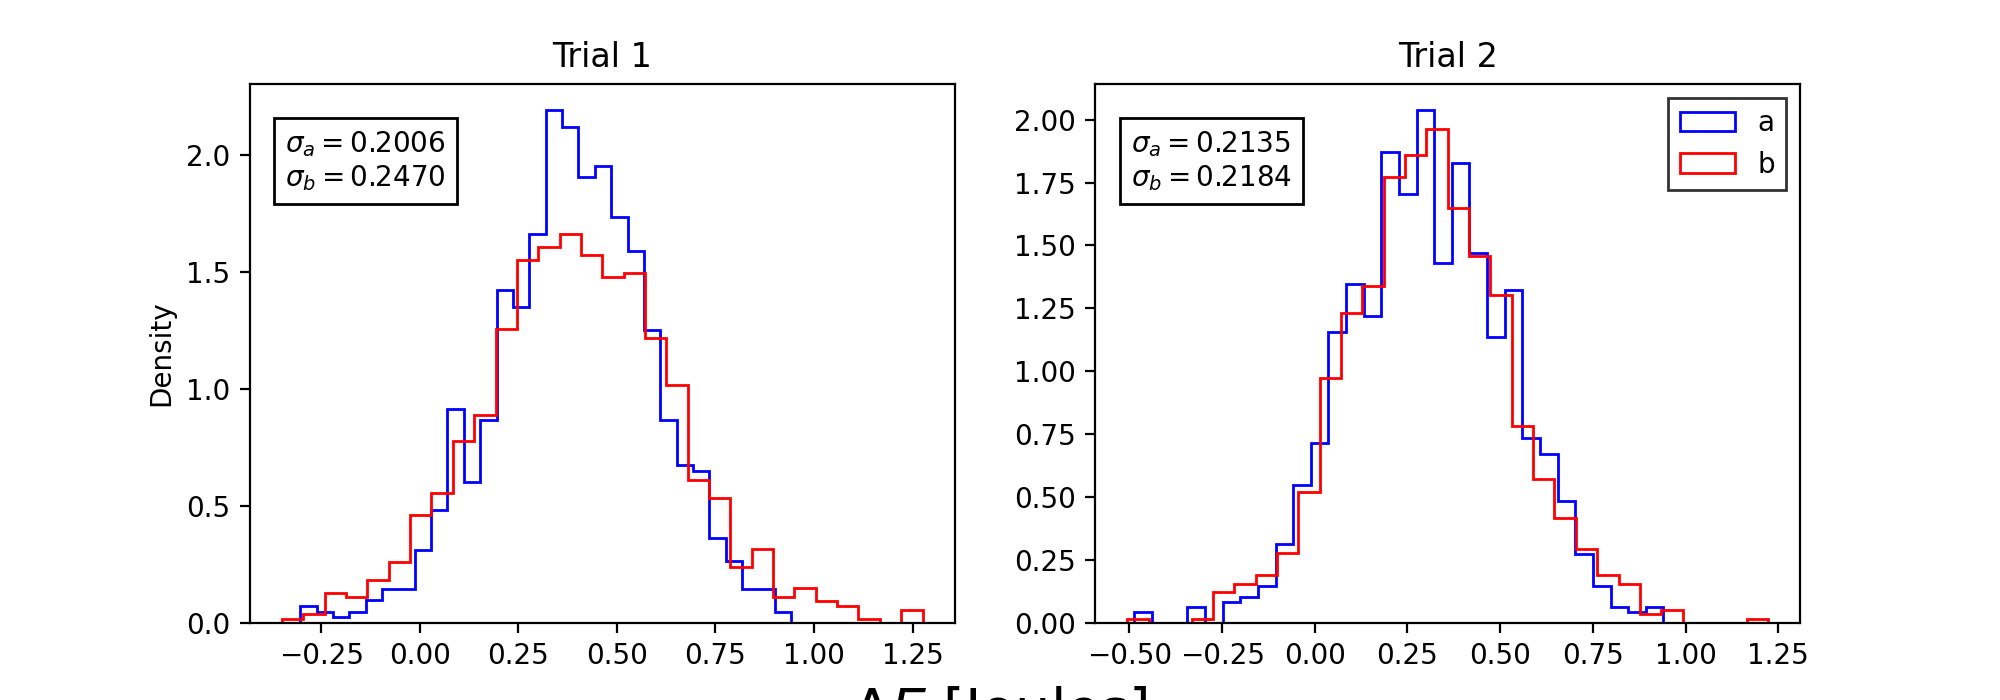 Trial 1
Trial 2
σa = 0.2006
σb = 0.2470
σa = 0.2135
σb = 0.2184
a
b
Density
2.0
1.5
1.0
0.5
0.0
2.00
1.75
1.50
1.25
1.00
0.75
0.50
0.25
0.00
−0.25 0.00 0.25 0.50 0.75 1.00 1.25
−0.50 −0.25 0.00 0.25 0.50 0.75 1.00 1.25
ΔE [Joules]